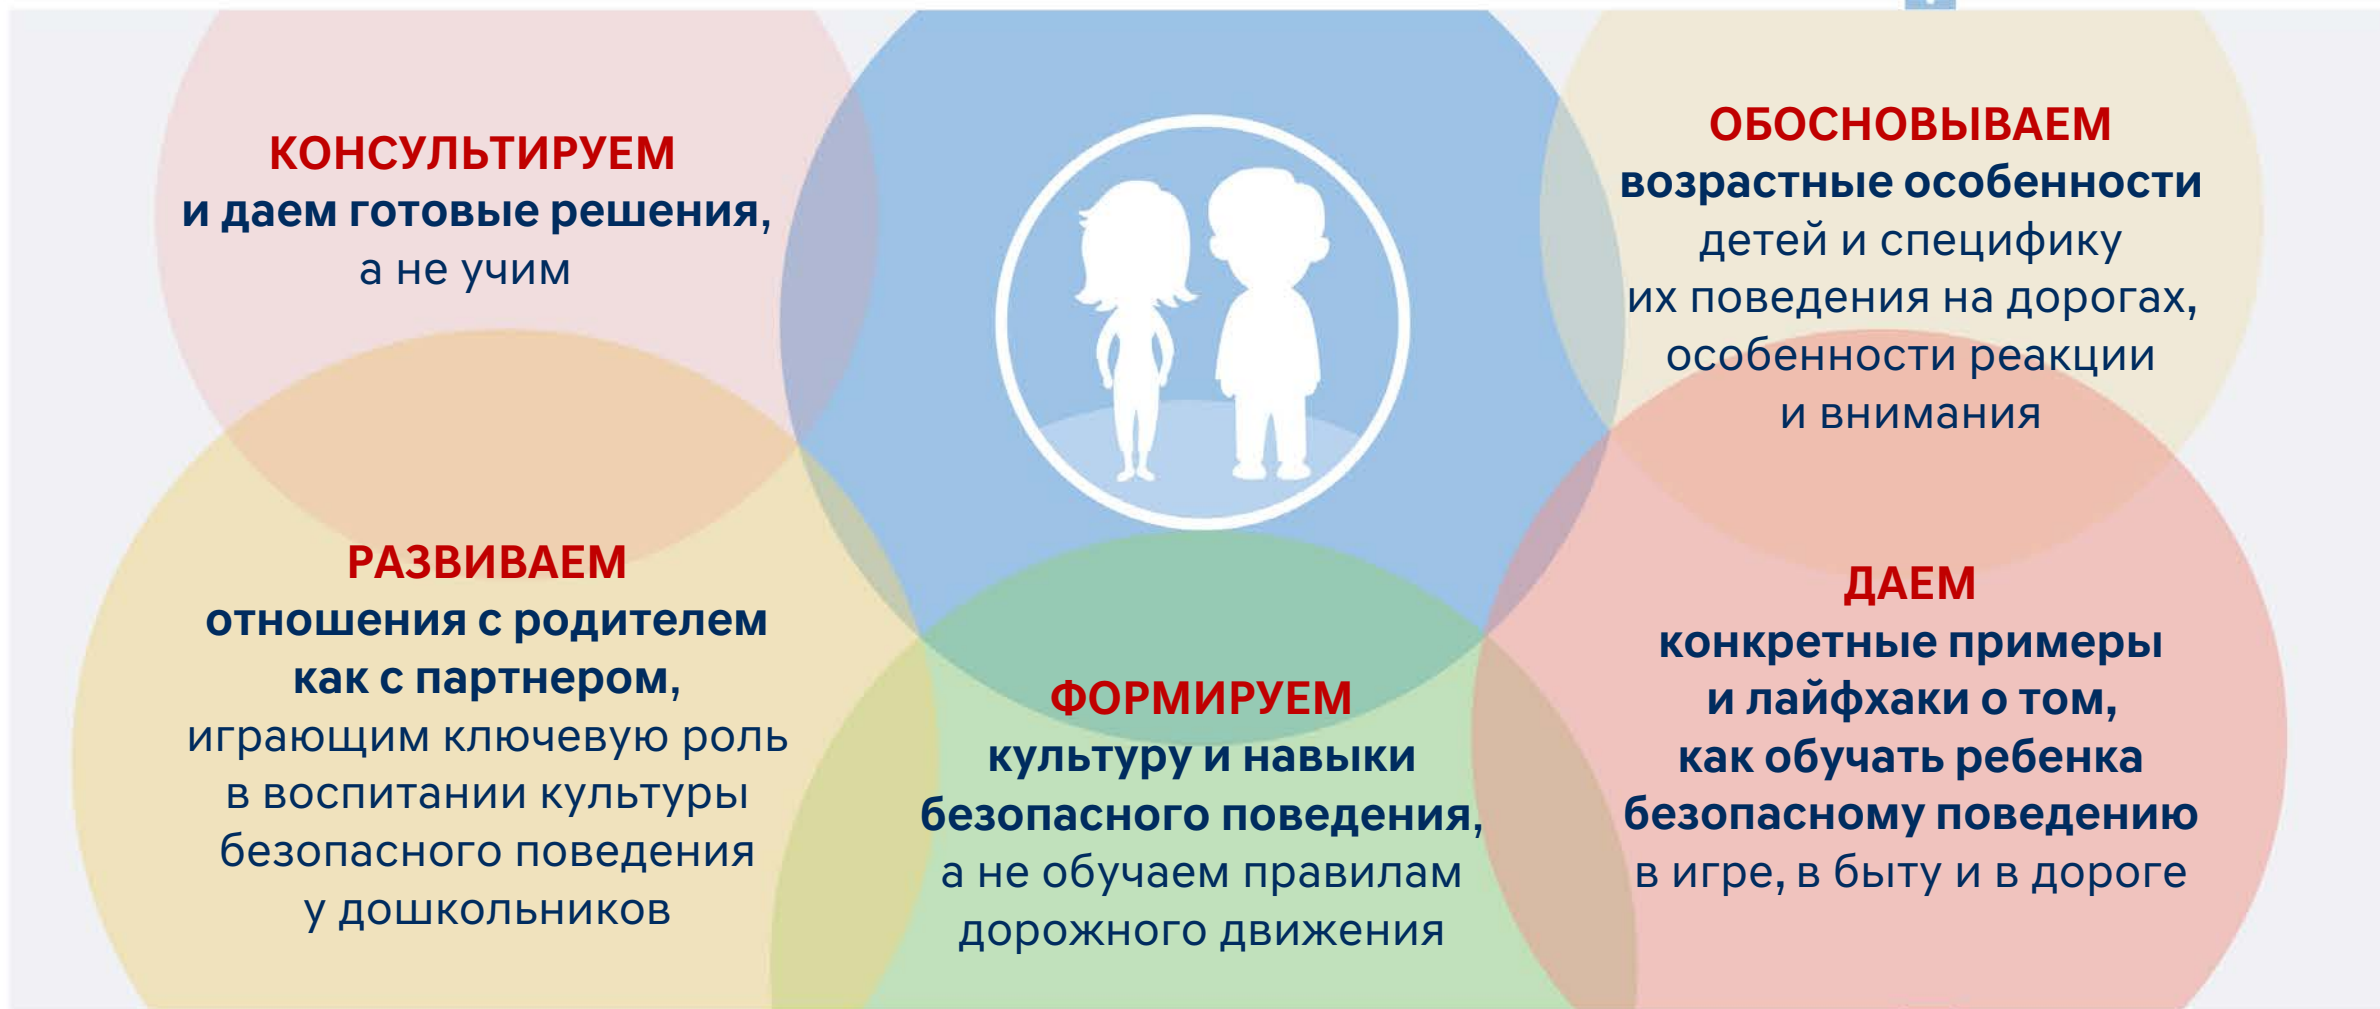 КОНСУЛЬТИРУЕМ
и даем готовые решения,
а не учим
ОБОСНОВЫВАЕМ
возрастные особенности
детей и специфику
их поведения на дорогах,
особенности реакции
и внимания
РАЗВИВАЕМ
отношения с родителем
как с партнером,
играющим ключевую роль
в воспитании культуры
безопасного поведения
у дошкольников
ФОРМИРУЕМ
культуру и навыки
безопасного поведения,
а не обучаем правилам
дорожного движения
ДАЕМ
конкретные примеры
и лайфхаки о том,
как обучать ребенка
безопасному поведению
в игре, в быту и в дороге